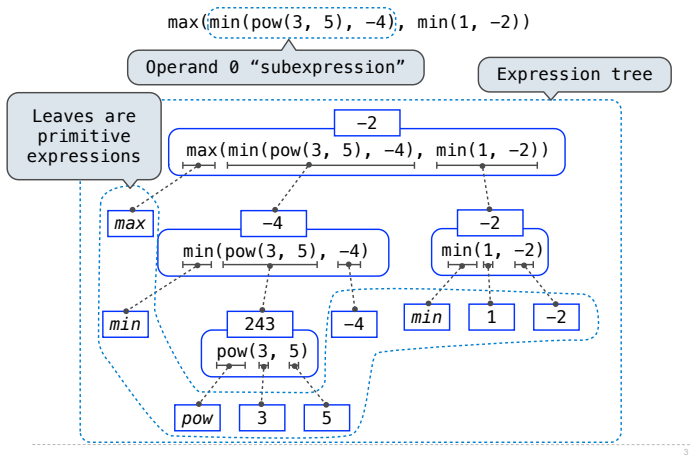 max(min(pow(3, 5), −4), min(1, −2))
Operand 0 “subexpression”
Expression tree
Leaves are
primitive
expressions
−2
max(min(pow(3, 5), −4), min(1, −2))
max
−4
−2
min(pow(3, 5), −4)
min(1, −2)
min
243
−4
min
1
−2
pow(3, 5)
pow
3
5
3